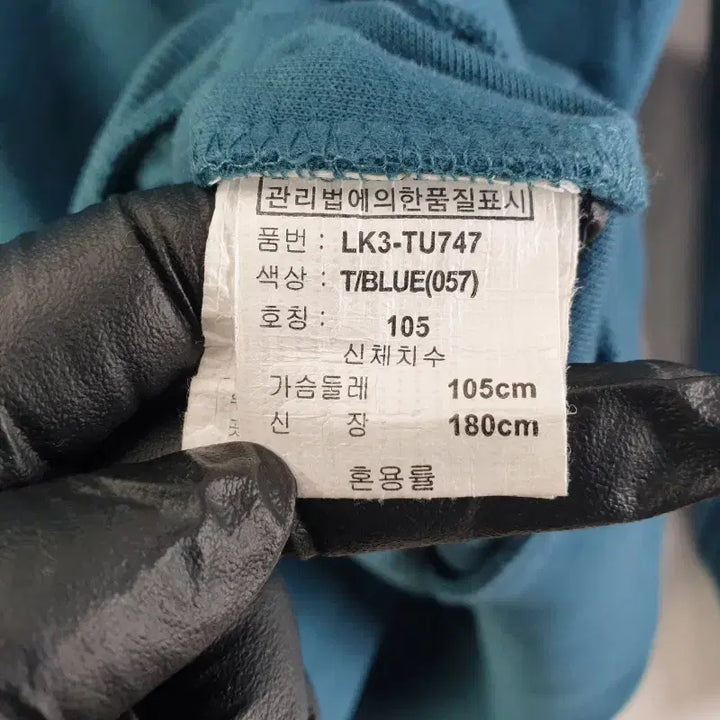 관리법에의한품질표시
품번 : LK3-TU747
색상 : T/BLUE(057)
호칭 : 105
신체치수
가슴둘레 105cm
신 장 180cm
혼용률